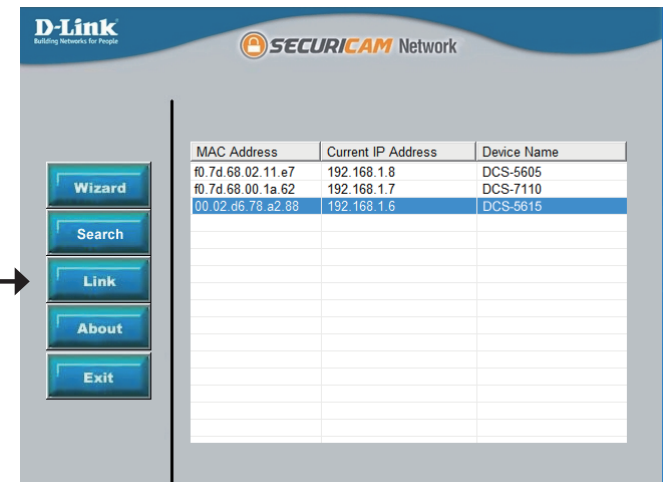 D-Link
Building Networks for People
SECURICAM Network
MAC Address Current IP Address Device Name
f0.7d.68.02.11.e7 192.168.1.8 DCS-5605
f0.7d.68.00.1a.62 192.168.1.7 DCS-7110
00.02.d6.78.a2.88 192.168.1.6 DCS-5615
Wizard
Search
Link
About
Exit